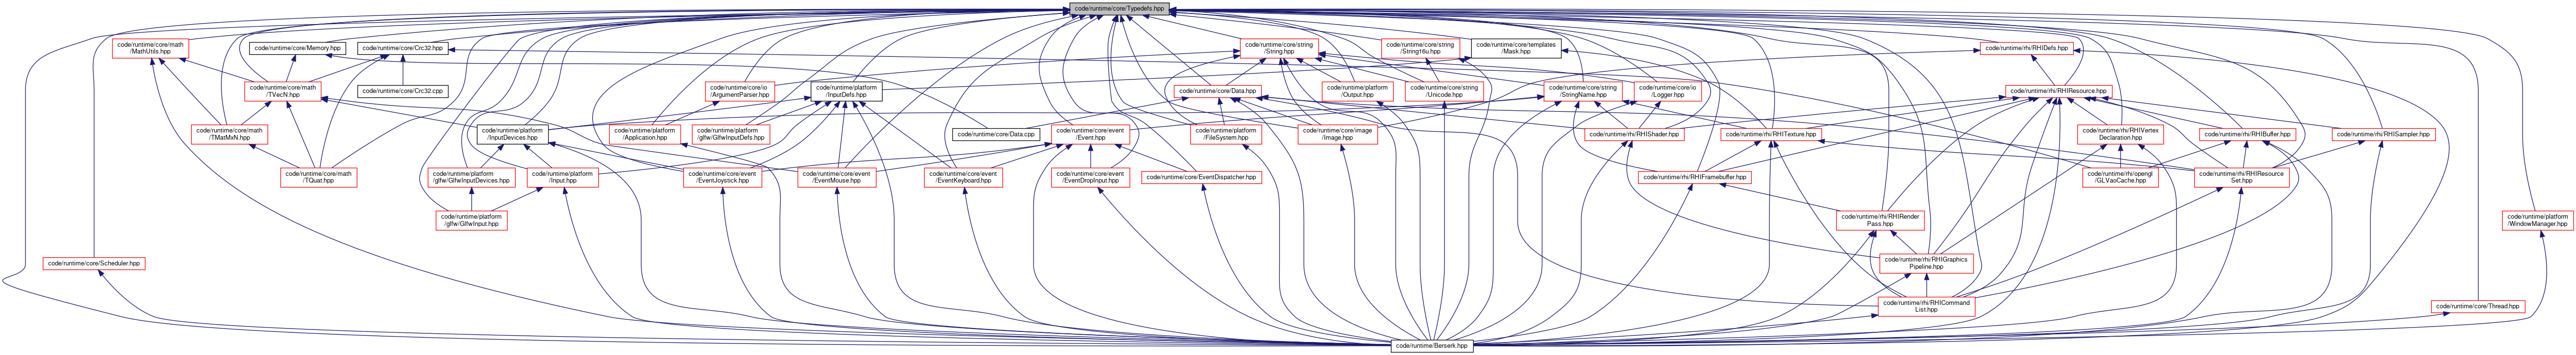 code/runtime/core/Typedefs.hpp
code/runtime/core/math
/MathUtils.hpp
code/runtime/core/Memory.hpp
code/runtime/core/Crc32.hpp
code/runtime/core/string
/String.hpp
code/runtime/core/string
/String16u.hpp
code/runtime/core/templates
/Mask.hpp
code/runtime/rhi/RHIDefs.hpp
code/runtime/core/math
/TVecN.hpp
code/runtime/core/Crc32.cpp
code/runtime/core/io
/ArgumentParser.hpp
code/runtime/platform
/InputDefs.hpp
code/runtime/core/Data.hpp
code/runtime/platform
/Output.hpp
code/runtime/core/string
/Unicode.hpp
code/runtime/core/string
/StringName.hpp
code/runtime/core/io
/Logger.hpp
code/runtime/rhi/RHIResource.hpp
code/runtime/core/math
/TMatMxN.hpp
code/runtime/platform
/InputDevices.hpp
code/runtime/platform
/Application.hpp
code/runtime/platform
/glfw/GlfwInputDefs.hpp
code/runtime/core/Data.cpp
code/runtime/core/event
/Event.hpp
code/runtime/platform
/FileSystem.hpp
code/runtime/core/image
/Image.hpp
code/runtime/rhi/RHIShader.hpp
code/runtime/rhi/RHITexture.hpp
code/runtime/rhi/RHIVertex
Declaration.hpp
code/runtime/rhi/RHIBuffer.hpp
code/runtime/rhi/RHISampler.hpp
code/runtime/core/math
/TQuat.hpp
code/runtime/platform
/glfw/GlfwInputDevices.hpp
code/runtime/platform
/Input.hpp
code/runtime/core/event
/EventJoystick.hpp
code/runtime/core/event
/EventMouse.hpp
code/runtime/core/event
/EventKeyboard.hpp
code/runtime/core/event
/EventDropInput.hpp
code/runtime/core/EventDispatcher.hpp
code/runtime/rhi/RHIFramebuffer.hpp
code/runtime/rhi/opengl
/GLVaoCache.hpp
code/runtime/rhi/RHIResource
Set.hpp
code/runtime/platform
/glfw/GlfwInput.hpp
code/runtime/rhi/RHIRender
Pass.hpp
code/runtime/platform
/WindowManager.hpp
code/runtime/core/Scheduler.hpp
code/runtime/rhi/RHIGraphics
Pipeline.hpp
code/runtime/rhi/RHICommand
List.hpp
code/runtime/core/Thread.hpp
code/runtime/Berserk.hpp